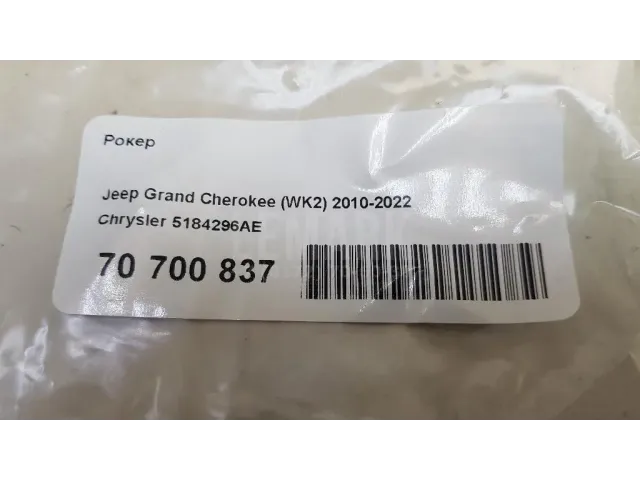 Рокер
Jeep Grand Cherokee (WK2) 2010-2022
Chrysler 5184296AE
70 700 837